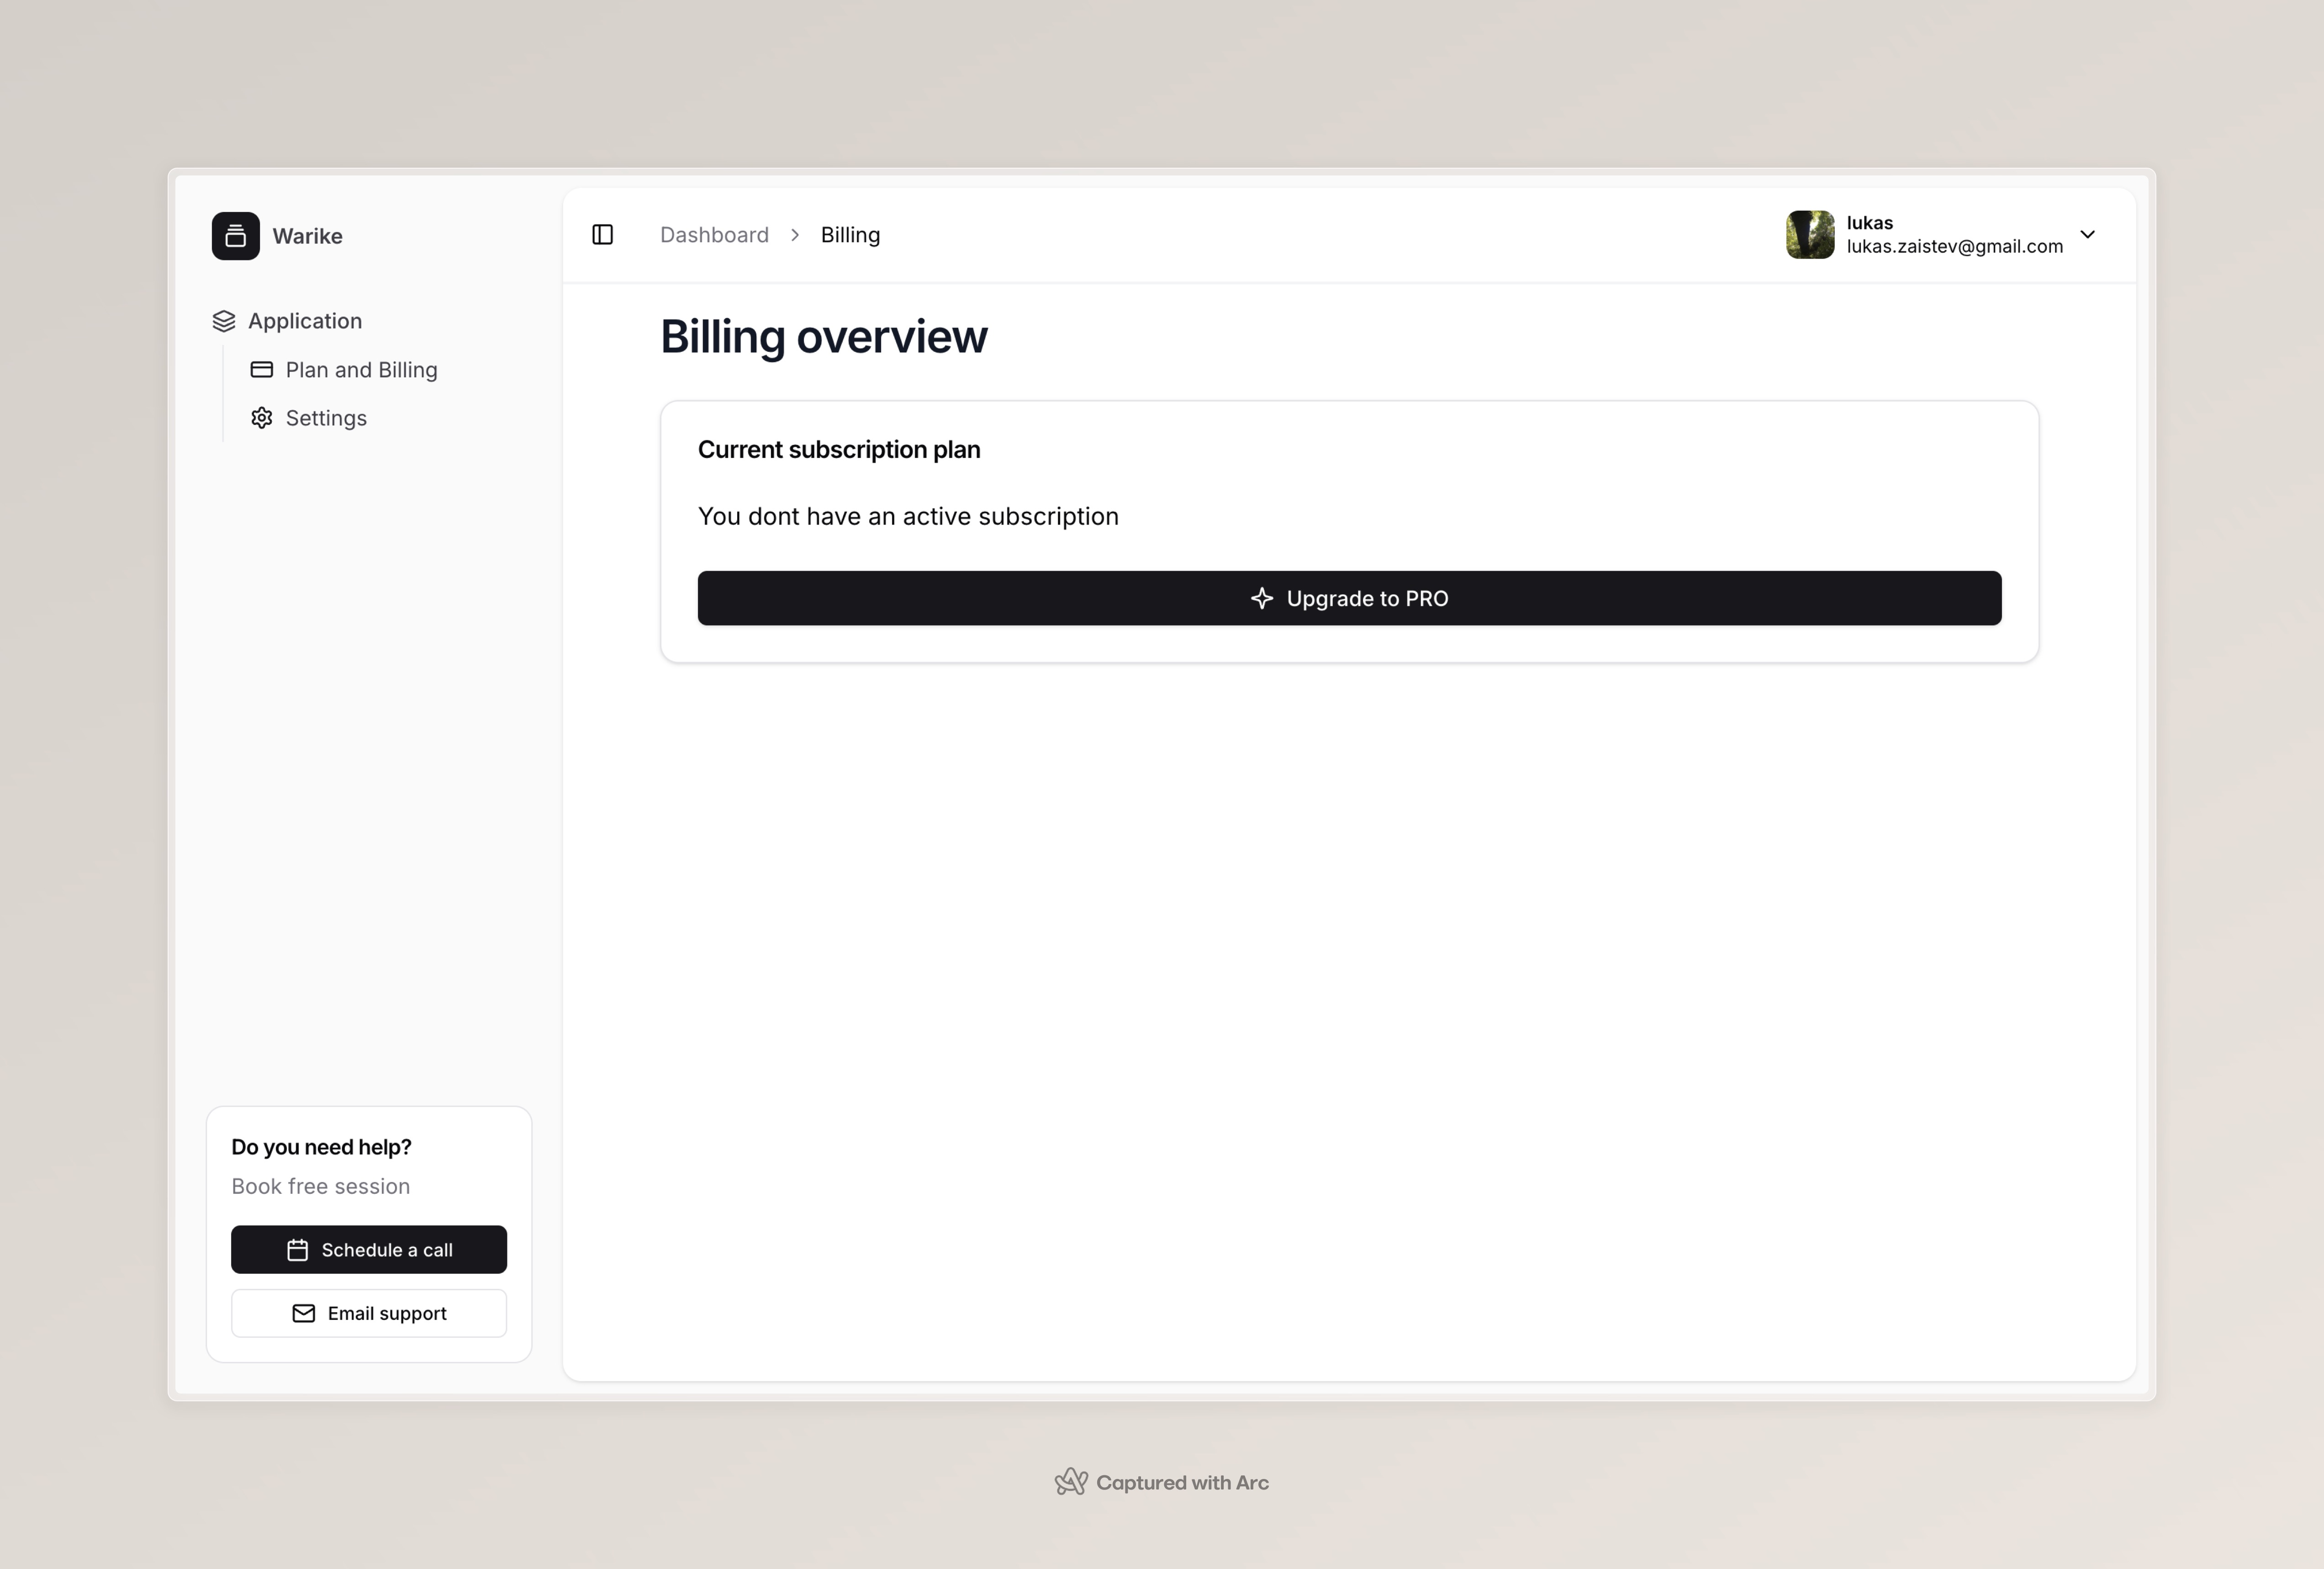 Warike
Application
Plan and Billing
Settings
Do you need help?
Book free session
Schedule a call
Email support
Dashboard > Billing
lukas
lukas.zaistev@gmail.com
Billing overview
Current subscription plan
You dont have an active subscription
Upgrade to PRO
Captured with Arc